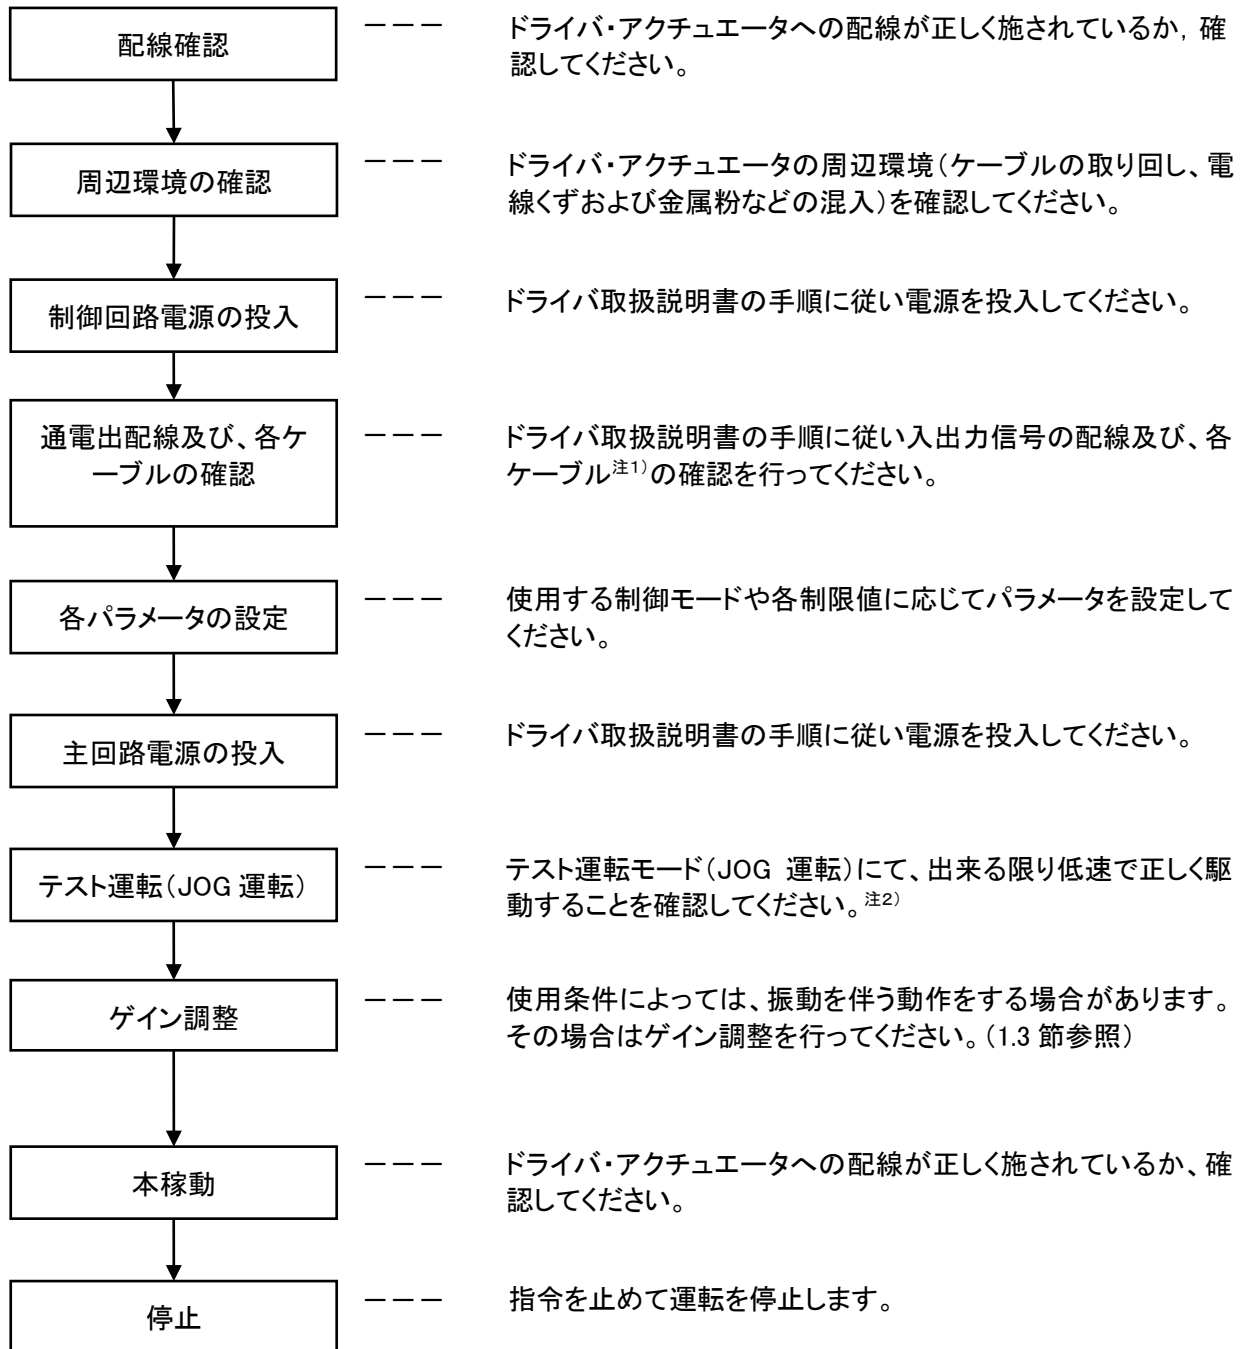 配線確認
ーーー
ドライバ・アクチュエータへの配線が正しく施されているか, 確
認してください。
周辺環境の確認
ーーー
ドライバ・アクチュエータの周辺環境(ケーブルの取り回し、電
線くずおよび金属粉などの混入)を確認してください。
制御回路電源の投入
ーーー
ドライバ取扱説明書の手順に従い電源を投入してください。
通電出配線及び、各ケ
ーブルの確認
ーーー
ドライバ取扱説明書の手順に従い入出力信号の配線及び、各
ケーブル注1)の確認を行ってください。
各パラメータの設定
ーーー
使用する制御モードや各制限値に応じてパラメータを設定して
ください。
主回路電源の投入
ーーー
ドライバ取扱説明書の手順に従い電源を投入してください。
テスト運転(JOG 運転)
ーーー
テスト運転モード(JOG 運転)にて、出来る限り低速で正しく駆
動することを確認してください。注2)
ゲイン調整
ーーー
使用条件によっては、振動を伴う動作をする場合があります。
その場合はゲイン調整を行ってください。(1.3 節参照)
本稼動
ーーー
ドライバ・アクチュエータへの配線が正しく施されているか、確
認してください。
停止
ーーー
指令を止めて運転を停止します。